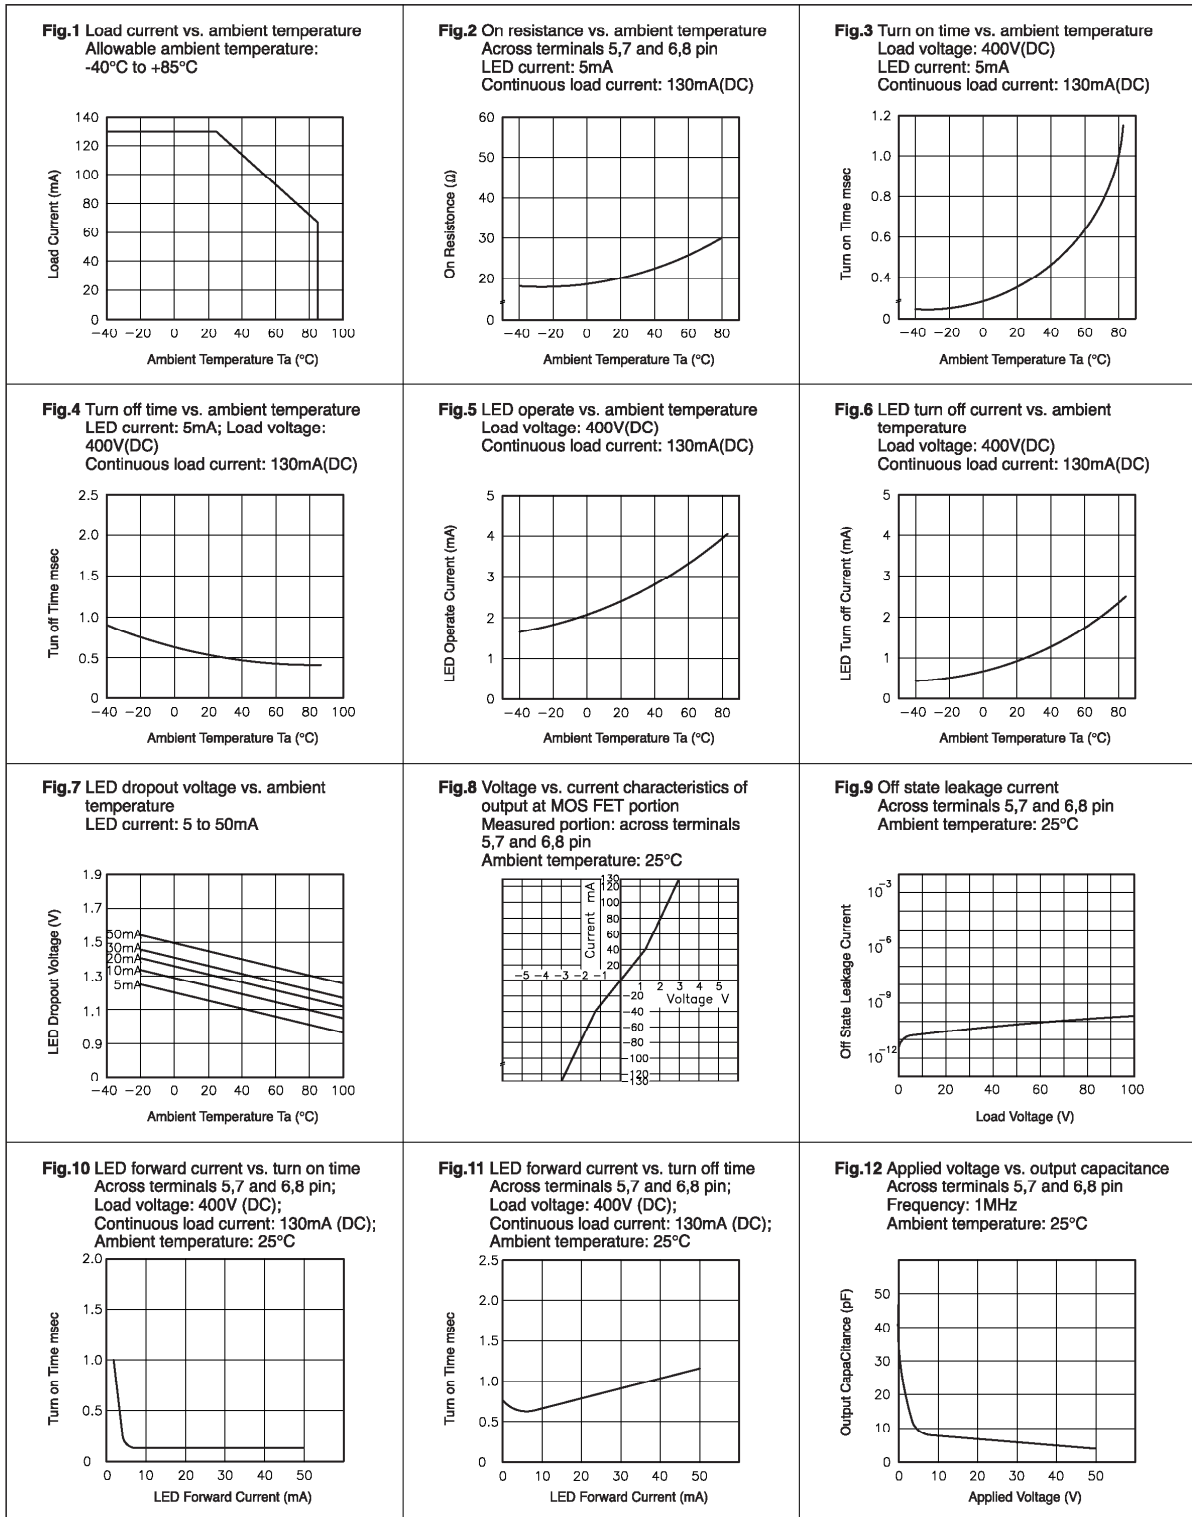 Fig.1 Load current vs. ambient temperature
Allowable ambient temperature:
-40°C to +85°C
140
120
100
80
60
40
20
0
Load Current (mA)
−40 −20 0 20 40 60 80 100
Ambient Temperature Ta (°C)
Fig.2 On resistance vs. ambient temperature
Across terminals 5,7 and 6,8 pin
LED current: 5mA
Continuous load current: 130mA(DC)
60
50
40
30
20
0
On Resistonce (Ω)
−40 −20 0 20 40 60 80
Ambient Temperature Ta (°C)
Fig.3 Turn on time vs. ambient temperature
Load voltage: 400V(DC)
LED current: 5mA
Continuous load current: 130mA(DC)
1.2
1.0
0.8
0.6
0.4
0
Turn on Time msec
−40 −20 0 20 40 60 80
Ambient Temperature Ta (°C)
Fig.4 Turn off time vs. ambient temperature
LED current: 5mA; Load voltage:
400V(DC)
Continuous load current: 130mA(DC)
2.5
2.0
1.5
1.0
0.5
0
Tun off Time msec
−40 −20 0 20 40 60 80 100
Ambient Temperature Ta (°C)
Fig.5 LED operate vs. ambient temperature
Load voltage: 400V(DC)
Continuous load current: 130mA(DC)
5
4
3
2
1
0
LED Operate Current (mA)
−40 −20 0 20 40 60 80
Ambient Temperature Ta (°C)
Fig.6 LED turn off current vs. ambient
temperature
Load voltage: 400V(DC)
Continuous load current: 130mA(DC)
5
4
3
2
1
0
LED Turn off Current (mA)
−40 −20 0 20 40 60 80
Ambient Temperature Ta (°C)
Fig.7 LED dropout voltage vs. ambient
temperature
LED current: 5 to 50mA
1.9
1.7
1.5
1.3
1.1
0.9
0
LED Dropout Voltage (V)
50mA
30mA
20mA
10mA
5mA
−40 −20 0 20 40 60 80 100
Ambient Temperature Ta (°C)
Fig.8 Voltage vs. current characteristics of
output at MOS FET portion
Measured portion: across terminals
5,7 and 6,8 pin
Ambient temperature: 25°C
130
120
100
80
60
40
20
Current mA
−5 −4 −3 −2 −1
1 2 3 4 5
Voltage V
−20
−40
−60
−80
−100
−120
−130
Fig.9 Off state leakage current
Across terminals 5,7 and 6,8 pin
Ambient temperature: 25°C
10−3
10−6
10−9
10−12
Off State Leakage Current
0 20 40 60 80 100
Load Voltage (V)
Fig.10 LED forward current vs. turn on time
Across terminals 5,7 and 6,8 pin;
Load voltage: 400V (DC);
Continuous load current: 130mA (DC);
Ambient temperature: 25°C
2.0
1.5
1.0
0.5
0
Turn on Time msec
0 10 20 30 40 50
LED Forward Current (mA)
Fig.11 LED forward current vs. turn off time
Across terminals 5,7 and 6,8 pin;
Load voltage: 400V (DC);
Continuous load current: 130mA (DC);
Ambient temperature: 25°C
2.5
2.0
1.5
1.0
0.5
0
Turn on Time msec
0 10 20 30 40 50
LED Forward Current (mA)
Fig.12 Applied voltage vs. output capacitance
Across terminals 5,7 and 6,8 pin
Frequency: 1MHz
Ambient temperature: 25°C
50
40
30
20
10
0
Output CapaCitance (pF)
0 10 20 30 40 50
Applied Voltage (V)